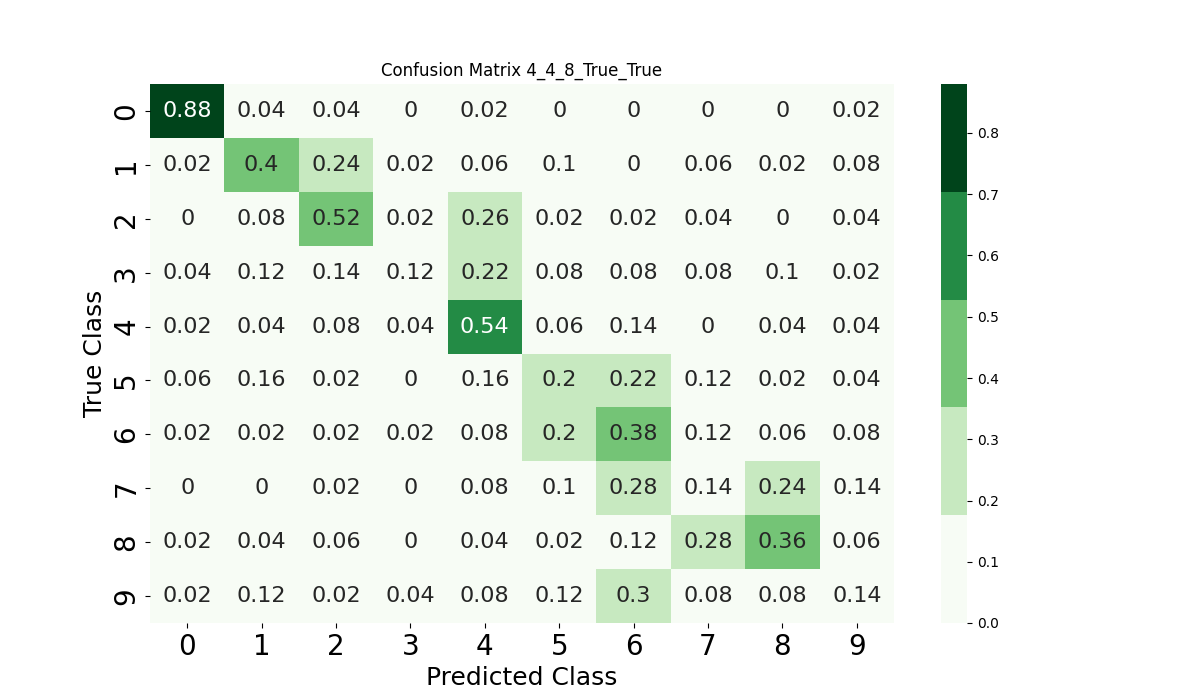 Confusion Matrix 4_4_8_True_True
0 0.88 0.04 0.04 0 0.02 0 0 0 0 0.02
1 0.02 0.4 0.24 0.02 0.06 0.1 0 0.06 0.02 0.08
2 0 0.08 0.52 0.02 0.26 0.02 0.02 0.04 0 0.04
3 0.04 0.12 0.14 0.12 0.22 0.08 0.08 0.08 0.1 0.02
4 0.02 0.04 0.08 0.04 0.54 0.06 0.14 0 0.04 0.04
5 0.06 0.16 0.02 0 0.16 0.2 0.22 0.12 0.02 0.04
6 0.02 0.02 0.02 0.02 0.08 0.2 0.38 0.12 0.06 0.08
7 0 0 0.02 0 0.08 0.1 0.28 0.14 0.24 0.14
8 0.02 0.04 0.06 0 0.04 0.02 0.12 0.28 0.36 0.06
9 0.02 0.12 0.02 0.04 0.08 0.12 0.3 0.08 0.08 0.14
0 1 2 3 4 5 6 7 8 9
Predicted Class
True Class
0.8
0.7
0.6
0.5
0.4
0.3
0.2
0.1
0.0